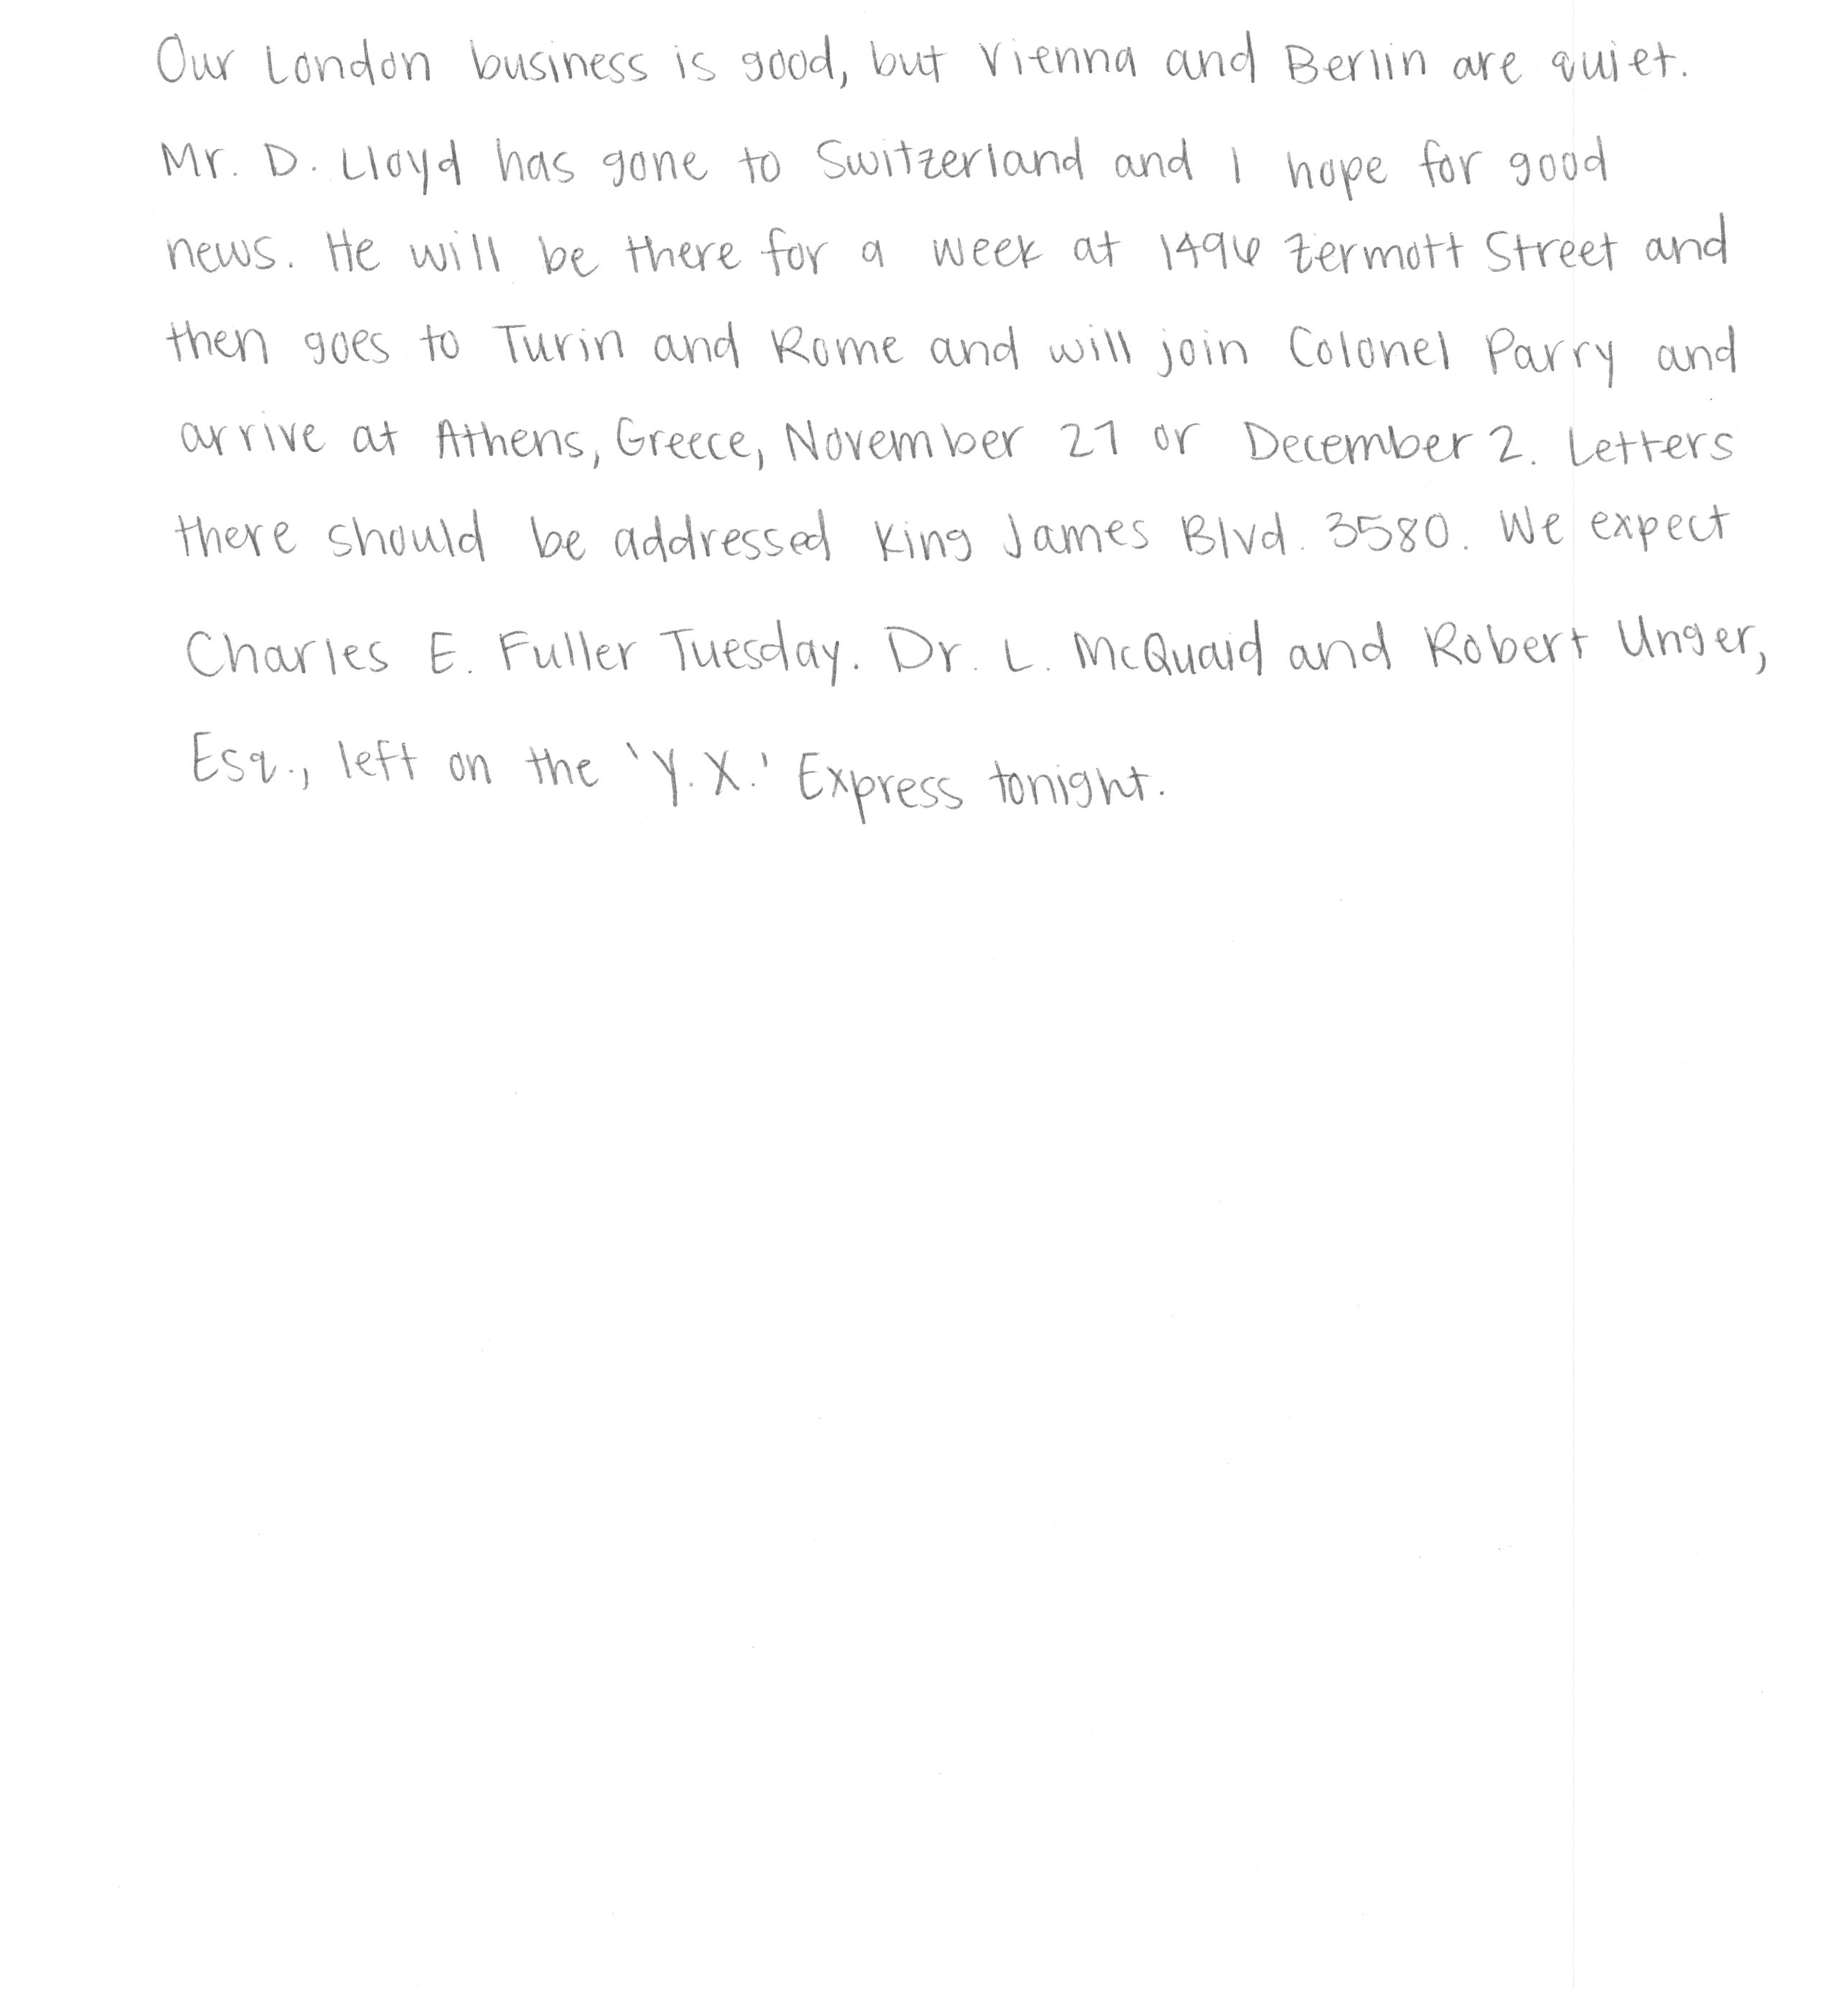 Our London business is good, but Vienna and Berlin are quiet.
Mr. D. Lloyd has gone to Switzerland and I hope for good
news. He will be there for a week at 1496 Zermott Street and
then goes to Turin and Rome and will join Colonel Parry and
arrive at Athens, Greece, November 27 or December 2. Letters
there should be addressed King James Blvd. 3580. We expect
Charles E. Fuller Tuesday. Dr. L. McQuaid and Robert Unger,
Esq., left on the 'Y.X.' Express tonight.